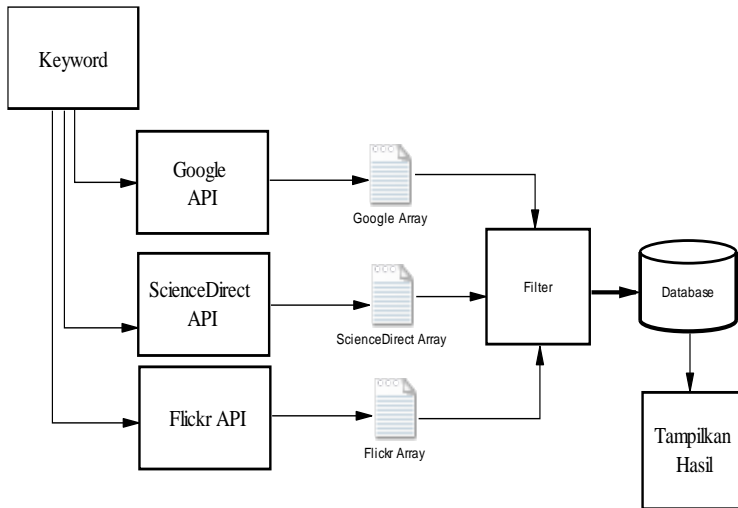 Keyword
Google
API
Google Array
ScienceDirect
API
ScienceDirect Array
Filter
Database
Flickr API
Flickr Array
Tampilkan
Hasil